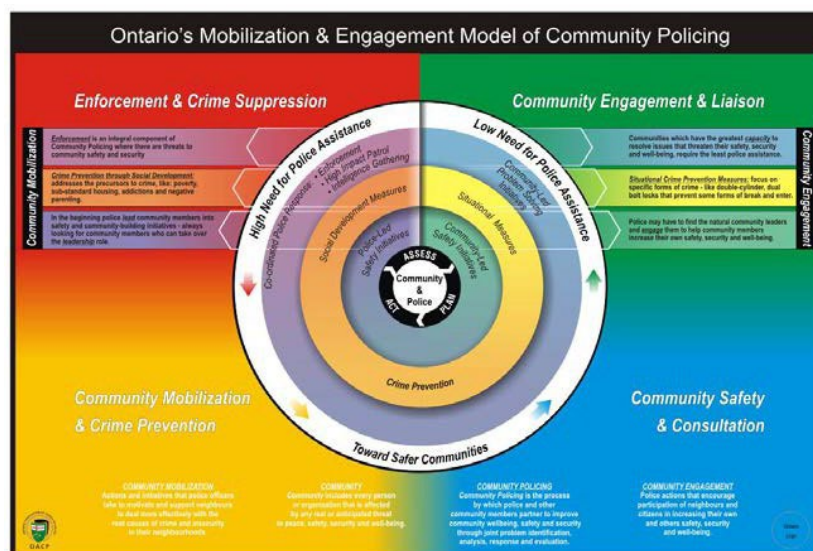 Ontario's Mobilization & Engagement Model of Community Policing
Enforcement & Crime Suppression
Community Engagement & Liaison
Community Mobilization
Enforcement is an integral component of
Community Policing where there are threats to
community safety and security
Crime Prevention through Social Development:
addresses the precursors to crime, like: poverty,
sub-standard housing, addictions and negative
parenting.
In the beginning police lead community members into
safety and community-building initiatives - always
looking for community members who can take over
the leadership role.
High Need for Police Assistance
Low Need for Police Assistance
Co-ordinated Police Response:
• Enforcement
• High Impact Patrol
• Intelligence Gathering
Social Development Measures
Police-Led
Safety Initiatives
Community-Led
Problem Solving
Initiatives
Situational Measures
Community-Led
Safety Initiatives
ASSESS
PLAN
ACT
Community
&
Police
Crime Prevention
Toward Safer Communities
Communities which have the greatest capacity to
resolve issues that threaten their safety, security
and well-being, require the least police assistance.
Situational Crime Prevention Measures; focus on
specific forms of crime - like double-cylinder, dual
bolt locks that prevent some forms of break and enter.
Police may have to find the natural community leaders
and engage them to help community members
increase their own safety, security and well-being.
Community Engagement
Community Mobilization
& Crime Prevention
Community Safety
& Consultation
COMMUNITY MOBILIZATION
Actions and initiatives that police officers
take to motivate and support neighbours
to deal more effectively with the
root causes of crime and insecurity
in their neighbourhoods
COMMUNITY
Community includes every person
or organization that is affected
by any real or anticipated threat
to peace, safety, security and well-being.
COMMUNITY POLICING
Community Policing is the process
by which police and other
community members partner to improve
community wellbeing, safety and security
through joint problem identification,
analysis, response and evaluation.
COMMUNITY ENGAGEMENT
Police actions that encourage
participation of neighbours and
citizens in increasing their own
and others safety, security
and well-being.
OACP